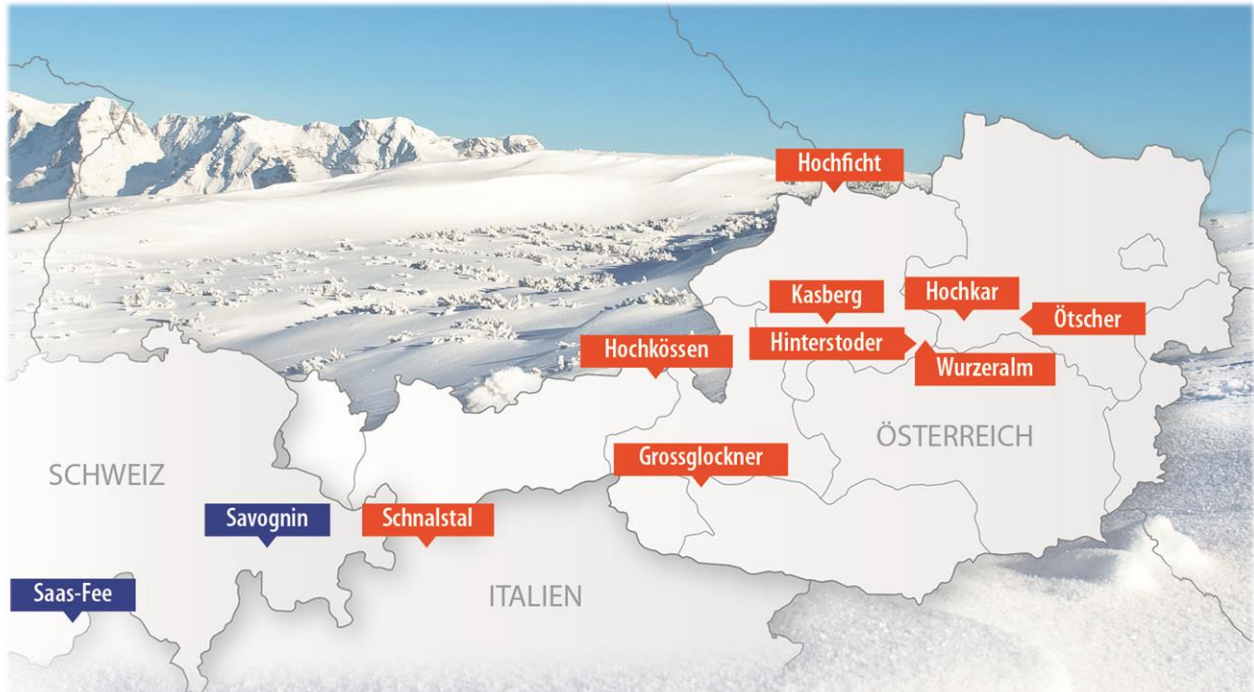 Hochficht
Kasberg
Hochkar
Ötscher
Hochkössen
Hinterstoder
Wurzeralm
ÖSTERREICH
Grossglockner
SCHWEIZ
Savognin
Schnalstal
Saas-Fee
ITALIEN